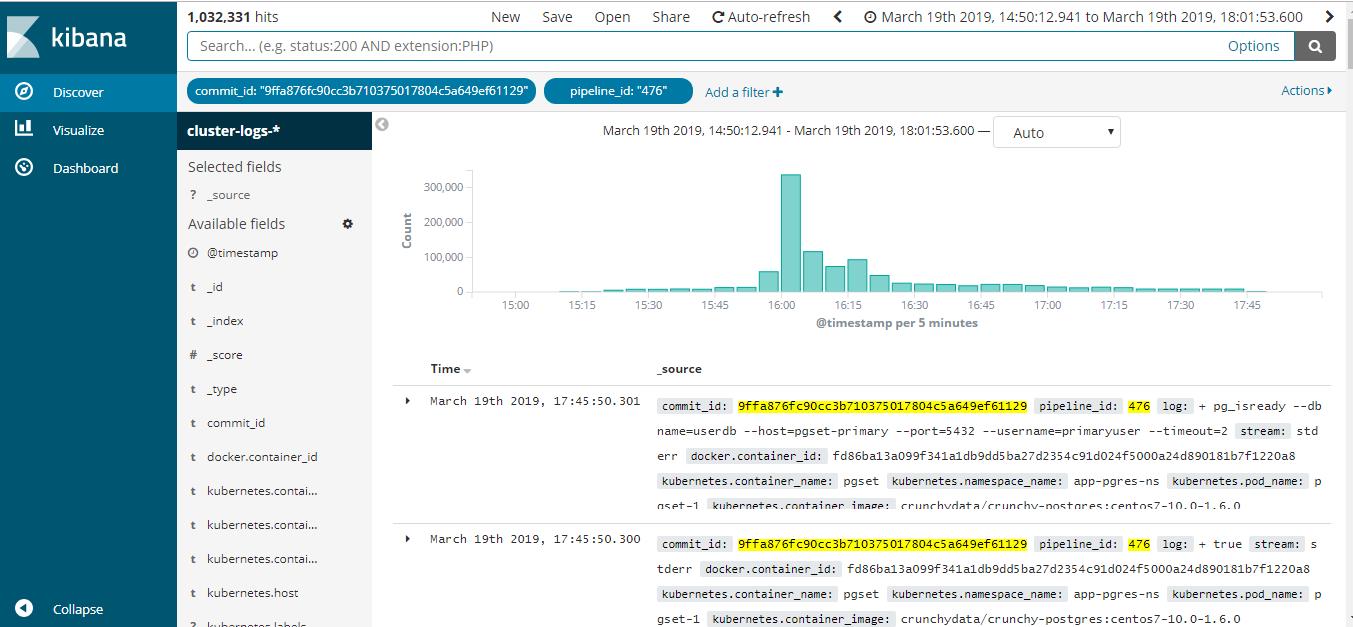 kibana
Discover
Visualize
Dashboard
Collapse
1,032,331 hits
New Save Open Share Auto-refresh March 19th 2019, 14:50:12.941 to March 19th 2019, 18:01:53.600
Search... (e.g. status:200 AND extension:PHP) Options
commit_id: "9ffa876fc90cc3b710375017804c5a649ef61129" pipeline_id: "476" Add a filter + Actions
cluster-logs-*
Selected fields
? _source
Available fields
@timestamp
t _id
t _index
# _score
t _type
t commit_id
t docker.container_id
t kubernetes.contai...
t kubernetes.contai...
t kubernetes.contai...
t kubernetes.host
? kubernetes.labels
March 19th 2019, 14:50:12.941 - March 19th 2019, 18:01:53.600 — Auto
Count
300,000
200,000
100,000
0
15:00 15:15 15:30 15:45 16:00 16:15 16:30 16:45 17:00 17:15 17:30 17:45
@timestamp per 5 minutes
Time _source
March 19th 2019, 17:45:50.301
commit_id: 9ffa876fc90cc3b710375017804c5a649ef61129 pipeline_id: 476 log: + pg_isready --db
name=userdb --host=pgset-primary --port=5432 --username=primaryuser --timeout=2 stream: std
err docker.container_id: fd86ba13a099f341a1db9dd5ba27d2354c91d024f5000a24d890181b7f1220a8
kubernetes.container_name: pgset kubernetes.namespace_name: app-pgres-ns kubernetes.pod_name: p
gset-1 kubernetes.container_image: crunchydata/crunchy-postgres:centos7-10.0-1.6.0
March 19th 2019, 17:45:50.300
commit_id: 9ffa876fc90cc3b710375017804c5a649ef61129 pipeline_id: 476 log: + true stream: s
tderr docker.container_id: fd86ba13a099f341a1db9dd5ba27d2354c91d024f5000a24d890181b7f1220a8
kubernetes.container_name: pgset kubernetes.namespace_name: app-pgres-ns kubernetes.pod_name: p
gset-1 kubernetes.container_image: crunchydata/crunchy-postgres:centos7-10.0-1.6.0